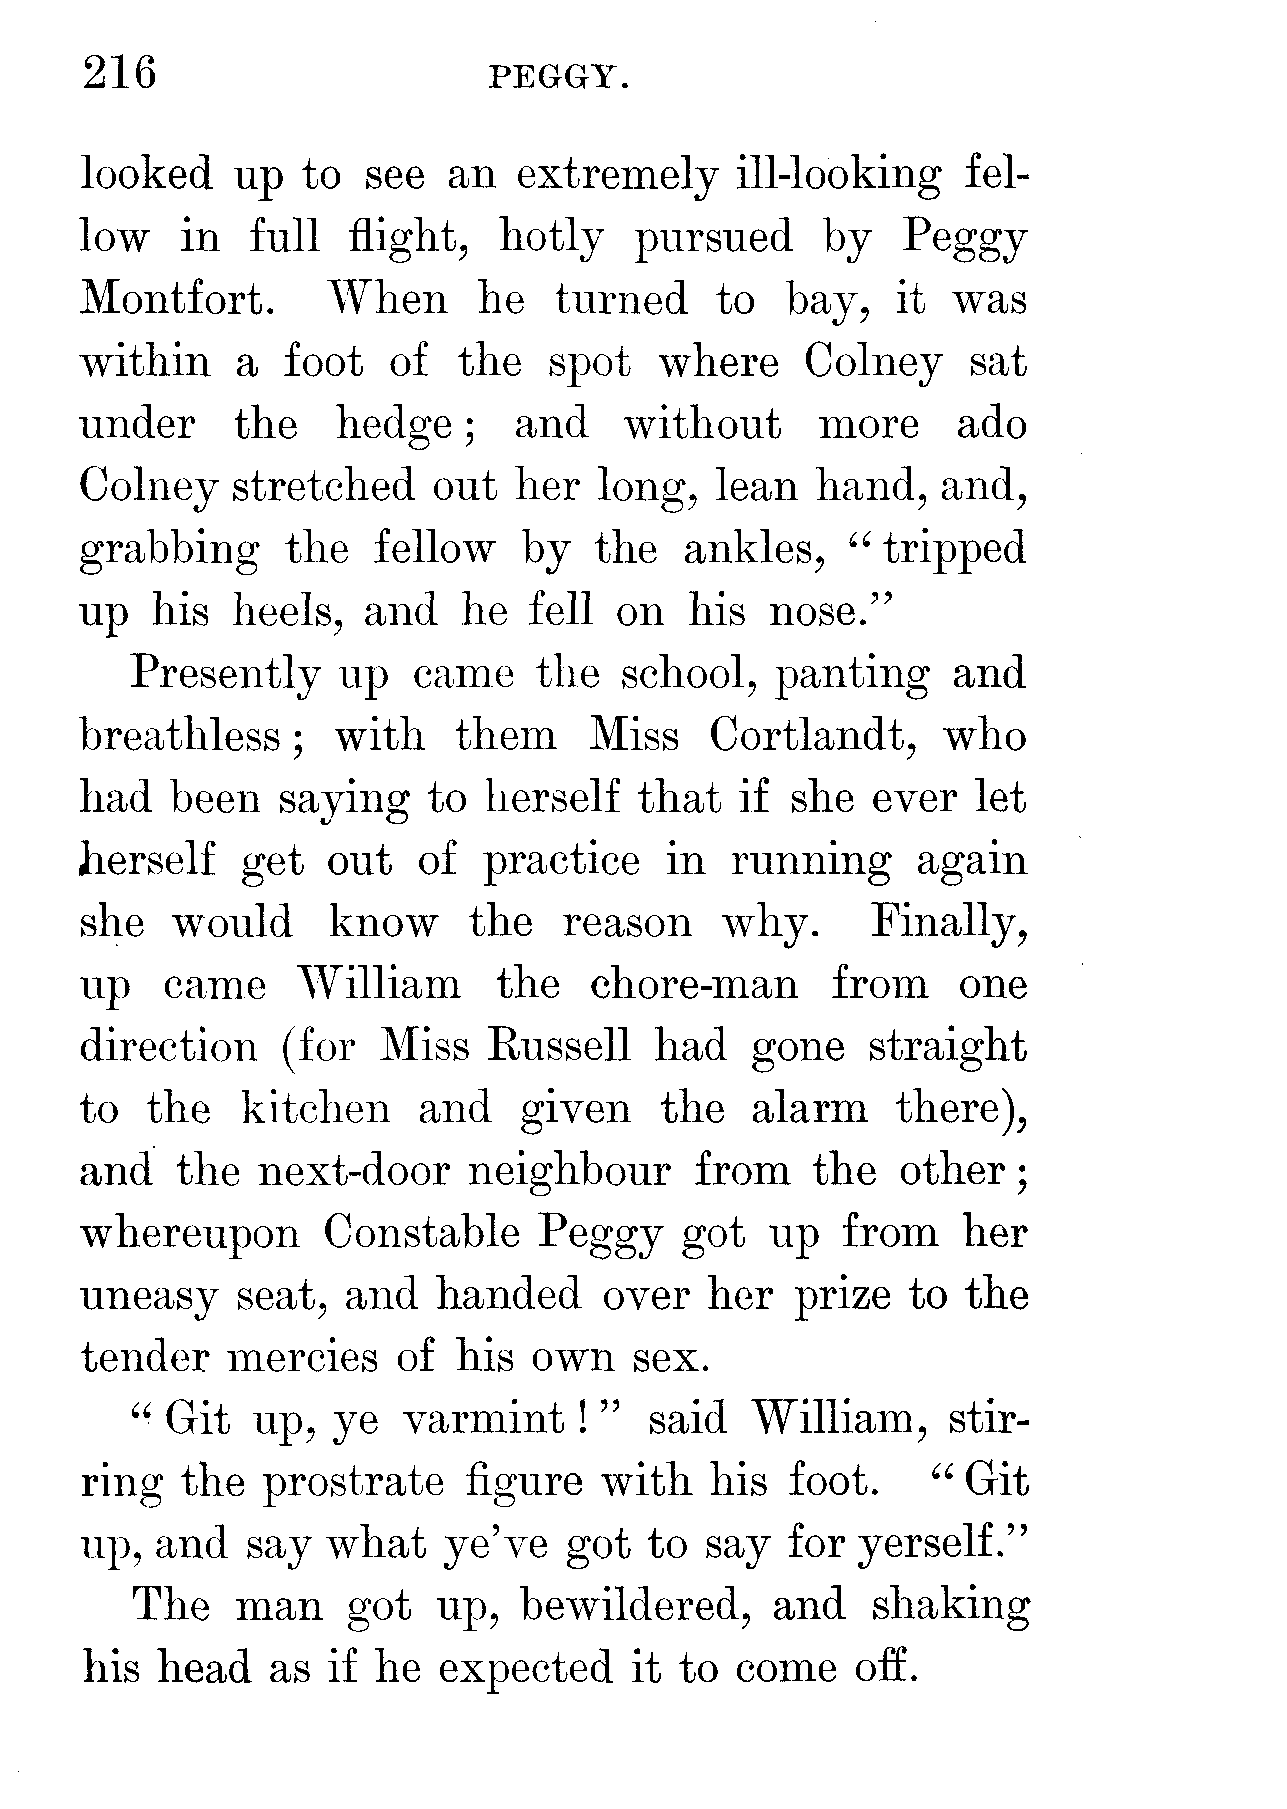 216 PEGGY.
looked up to see an extremely ill-looking fel-
low in full flight, hotly pursued by Peggy
Montfort. When he turned to bay, it was
within a foot of the spot where Colney sat
under the hedge; and without more ado
Colney stretched out her long, lean hand, and,
grabbing the fellow by the ankles, “tripped
up his heels, and he fell on his nose.”
Presently up came the school, panting and
breathless; with them Miss Cortlandt, who
had been saying to herself that if she ever let
herself get out of practice in running again
she would know the reason why. Finally,
up came William the chore-man from one
direction (for Miss Russell had gone straight
to the kitchen and given the alarm there),
and the next-door neighbour from the other;
whereupon Constable Peggy got up from her
uneasy seat, and handed over her prize to the
tender mercies of his own sex.
“Git up, ye varmint!” said William, stir-
ring the prostrate figure with his foot. “Git
up, and say what ye’ve got to say for yerself.”
The man got up, bewildered, and shaking
his head as if he expected it to come off.